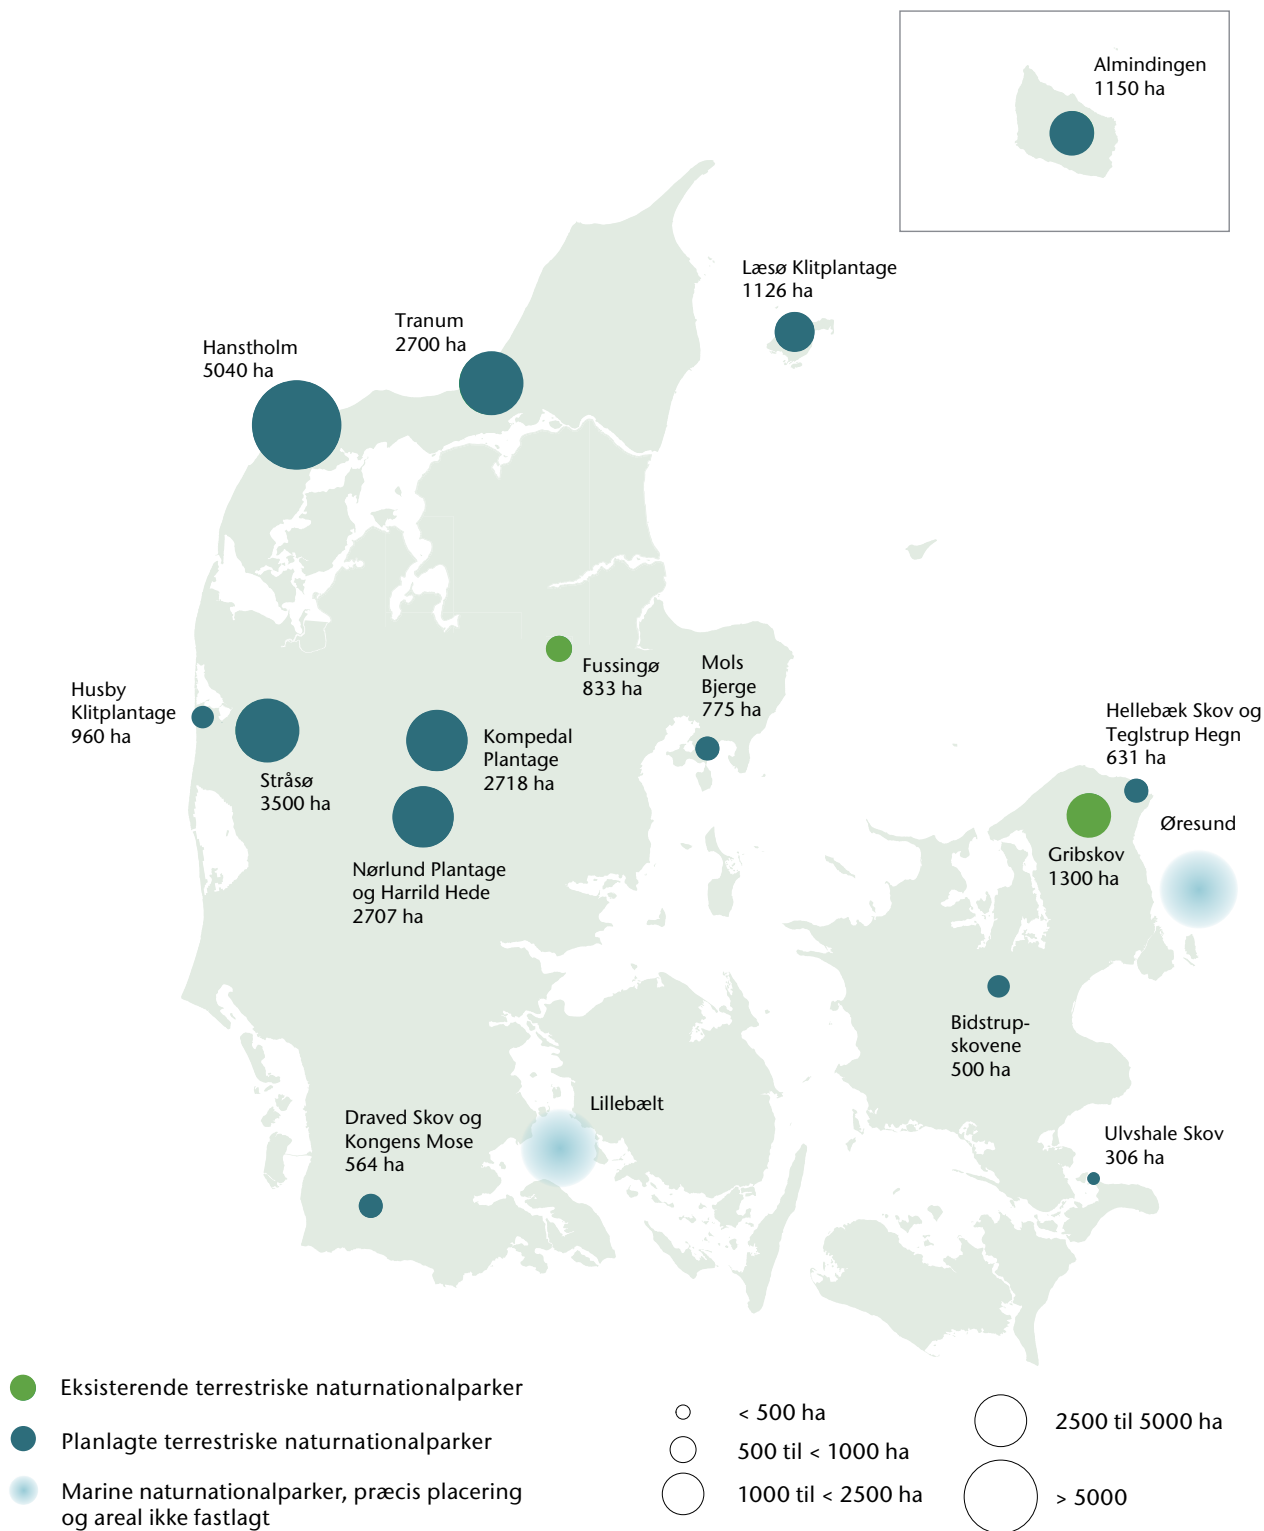 Almindingen
1150 ha
Læsø Klitplantage
1126 ha
Tranum
2700 ha
Hanstholm
5040 ha
Fussingø
833 ha
Mols
Bjerge
775 ha
Husby
Klitplantage
960 ha
Stråsø
3500 ha
Kompedal
Plantage
2718 ha
Nørlund Plantage
og Harrild Hede
2707 ha
Hellebæk Skov og
Teglstrup Hegn
631 ha
Øresund
Gribskov
1300 ha
Bidstrup-
skovene
500 ha
Lillebælt
Draved Skov og
Kongens Mose
564 ha
Ulvshale Skov
306 ha
Eksisterende terrestriske naturnationalparker
Planlagte terrestriske naturnationalparker
Marine naturnationalparker, præcis placering
og areal ikke fastlagt
< 500 ha
500 til < 1000 ha
1000 til < 2500 ha
2500 til 5000 ha
> 5000